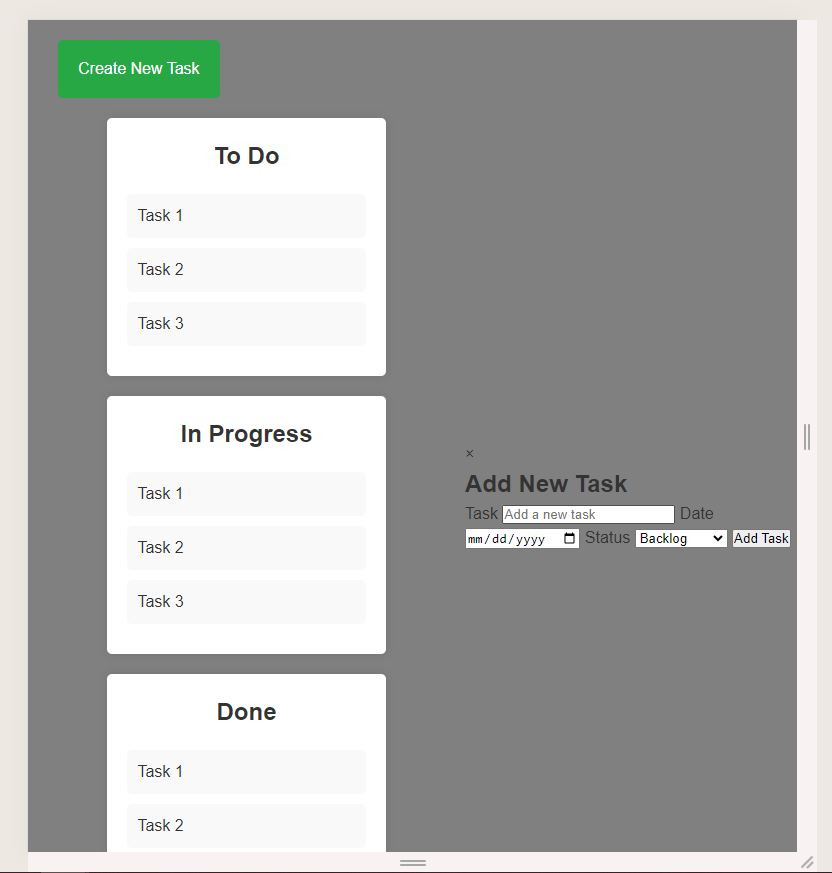 Create New Task
To Do
Task 1
Task 2
Task 3
In Progress
Task 1
Task 2
Task 3
Done
Task 1
Task 2
×
Add New Task
Task Add a new task Date
mm/dd/yyyy Status Backlog Add Task